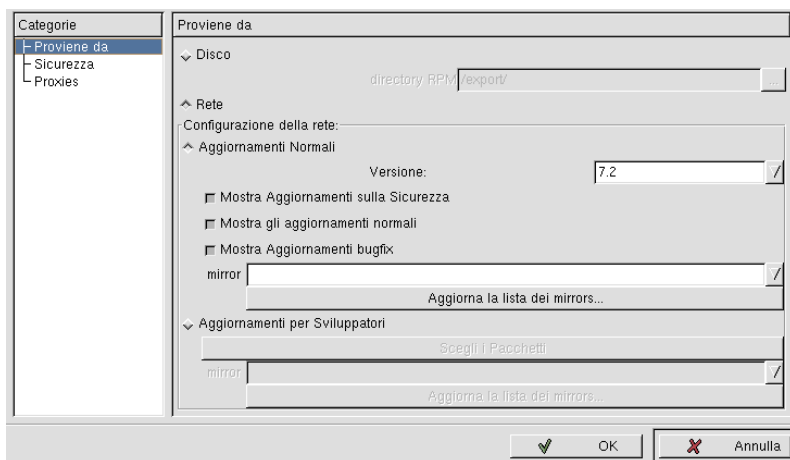 Categorie
Proviene da
Sicurezza
Proxies
Proviene da
Disco
directory RPM /export/ ...
Rete
Configurazione della rete:
Aggiornamenti Normali
Versione: 7.2
Mostra Aggiornamenti sulla Sicurezza
Mostra gli aggiornamenti normali
Mostra Aggiornamenti bugfix
mirror
Aggiorna la lista dei mirrors...
Aggiornamenti per Sviluppatori
Scegli i Pacchetti
mirror
Aggiorna la lista dei mirrors...
OK Annulla